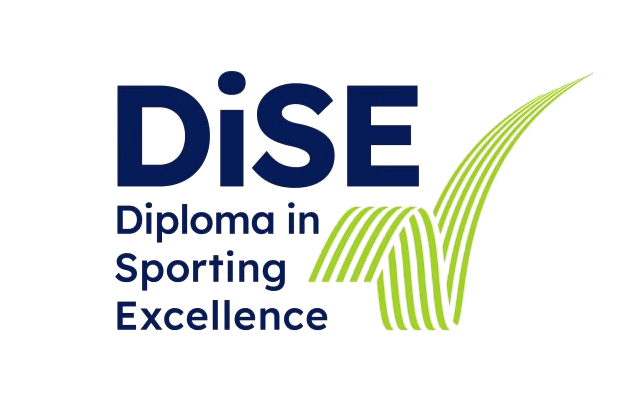 DiSE
Diploma in
Sporting
Excellence